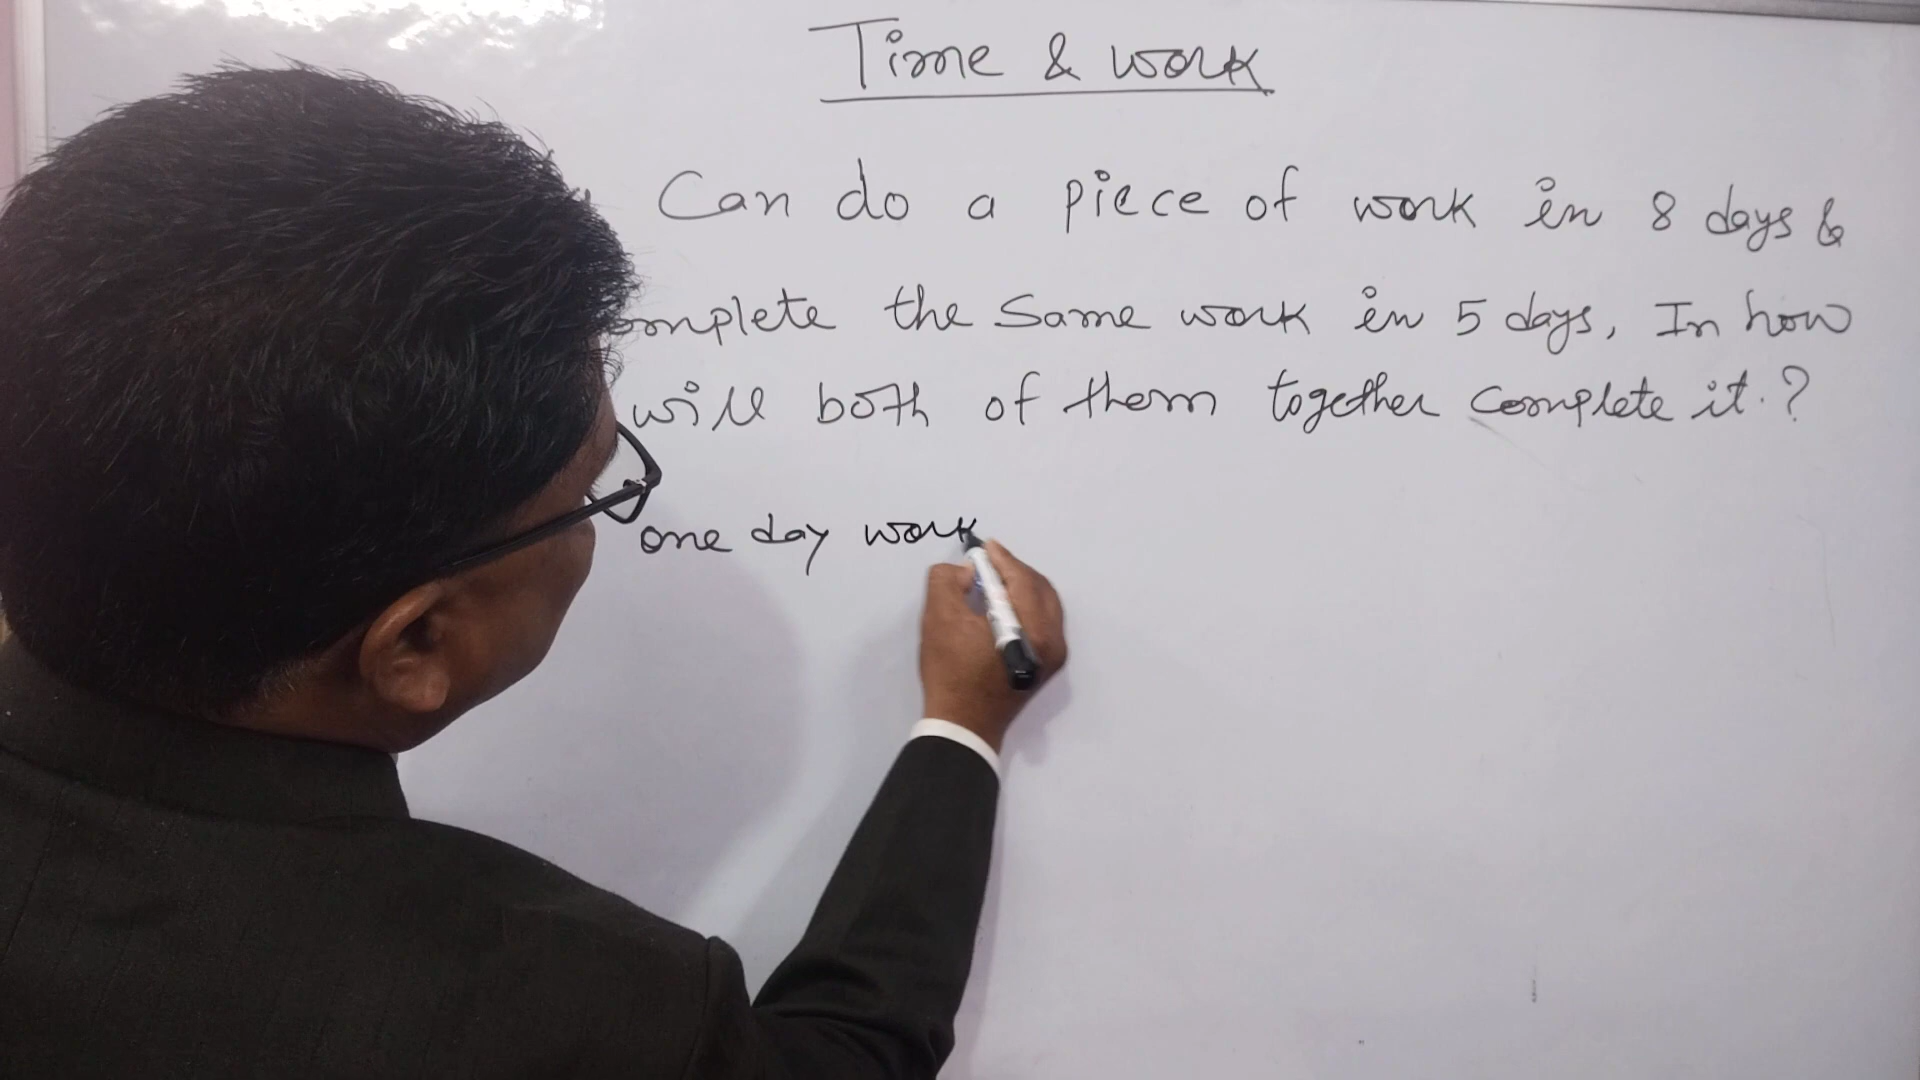 Time & work
Can do a piece of work in 8 days &
omplete the Same work in 5 days, In how
will both of them together complete it.?
one day work